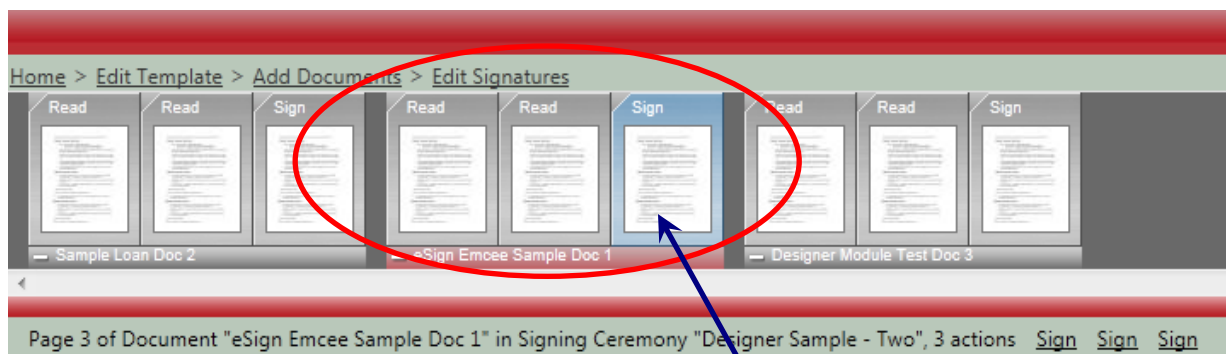 Home > Edit Template > Add Documents > Edit Signatures
Read Read Sign Read Read Sign Read Read Sign
Sample Loan Doc 2 eSign Emcee Sample Doc 1 Designer Module Test Doc 3
Page 3 of Document "eSign Emcee Sample Doc 1" in Signing Ceremony "Designer Sample - Two", 3 actions Sign Sign Sign